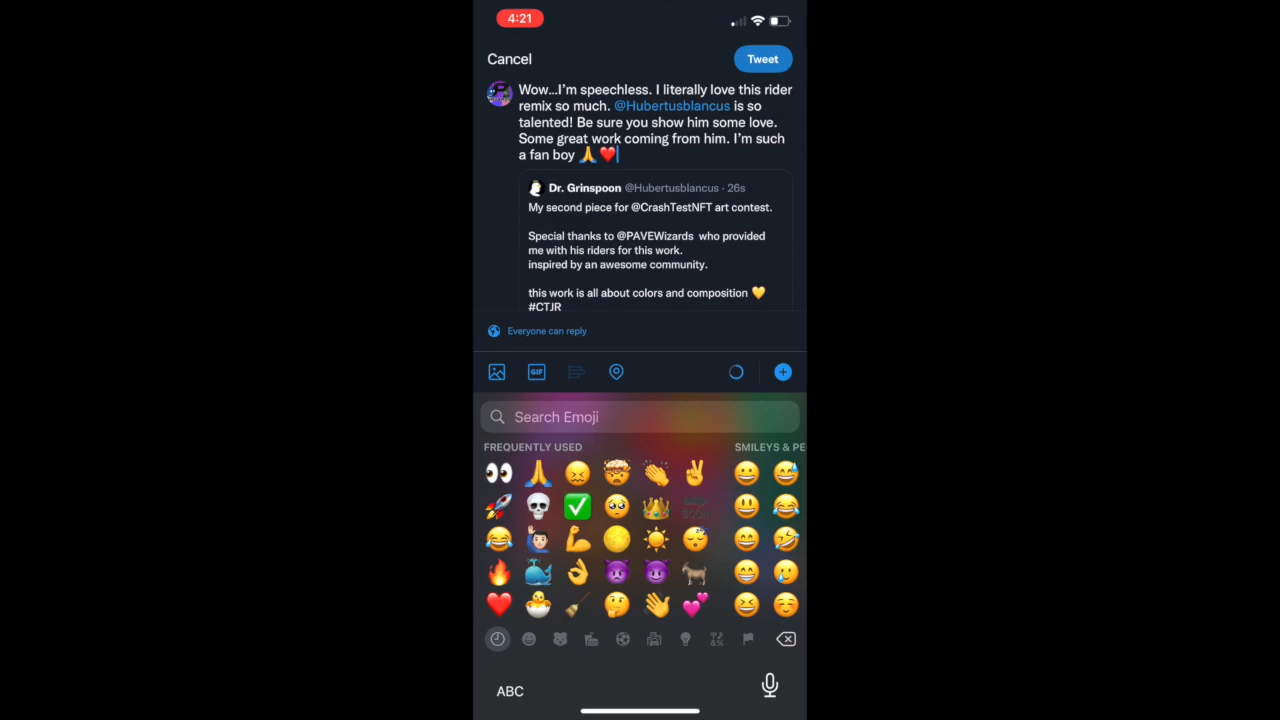 4:21
Cancel
Tweet
Wow...I'm speechless. I literally love this rider
remix so much. @Hubertusblancus is so
talented! Be sure you show him some love.
Some great work coming from him. I'm such
a fan boy 🙏❤️
Dr. Grinspoon @Hubertusblancus · 26s
My second piece for @CrashTestNFT art contest.
Special thanks to @PAVEWizards who provided
me with his riders for this work.
inspired by an awesome community.
this work is all about colors and composition 💛
#CTJR
Everyone can reply
GIF
Search Emoji
FREQUENTLY USED
SMILEYS & PE
SOON
ABC